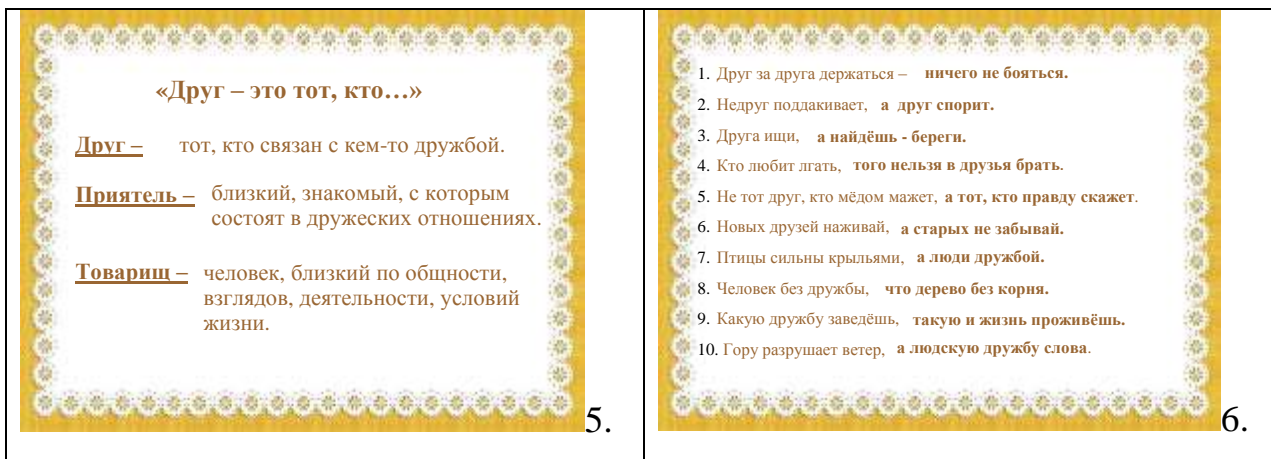 «Друг – это тот, кто…»
Друг – тот, кто связан с кем-то дружбой.
Приятель – близкий, знакомый, с которым
состоят в дружеских отношениях.
Товарищ – человек, близкий по общности,
взглядов, деятельности, условий
жизни.
5.
1. Друг за друга держаться – ничего не бояться.
2. Недруг поддакивает, а друг спорит.
3. Друга ищи, а найдёшь - береги.
4. Кто любит лгать, того нельзя в друзья брать.
5. Не тот друг, кто мёдом мажет, а тот, кто правду скажет.
6. Новых друзей наживай, а старых не забывай.
7. Птицы сильны крыльями, а люди дружбой.
8. Человек без дружбы, что дерево без корня.
9. Какую дружбу заведёшь, такую и жизнь проживёшь.
10. Гору разрушает ветер, а людскую дружбу слова.
6.